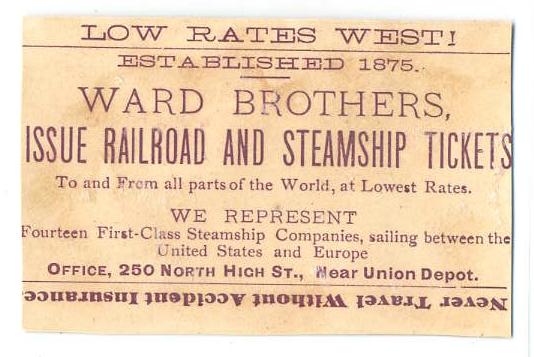 LOW RATES WEST!
ESTABLISHED 1875.
WARD BROTHERS,
ISSUE RAILROAD AND STEAMSHIP TICKETS
To and From all parts of the World, at Lowest Rates.
WE REPRESENT
Fourteen First-Class Steamship Companies, sailing between the
United States and Europe
OFFICE, 250 NORTH HIGH ST., Near Union Depot.
Never Travel Without Accident Insurance.